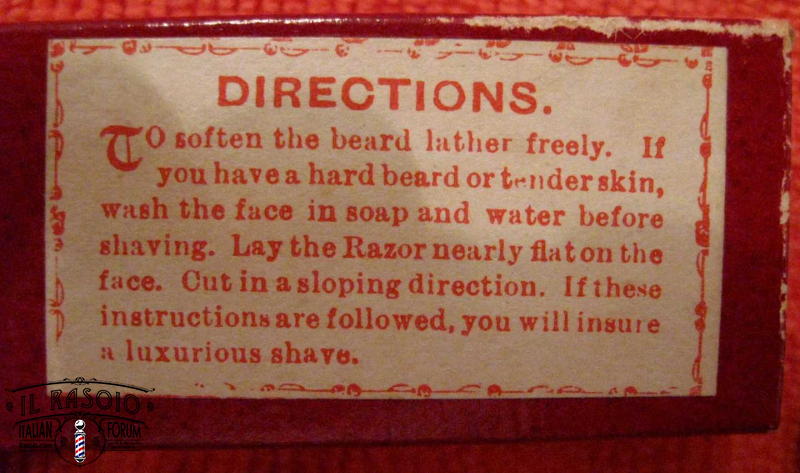 DIRECTIONS.
TO soften the beard lather freely. If
you have a hard beard or tender skin,
wash the face in soap and water before
shaving. Lay the Razor nearly flat on the
face. Cut in a sloping direction. If these
instructions are followed, you will insure
a luxurious shave.
IL RASOIO
ITALIAN FORUM